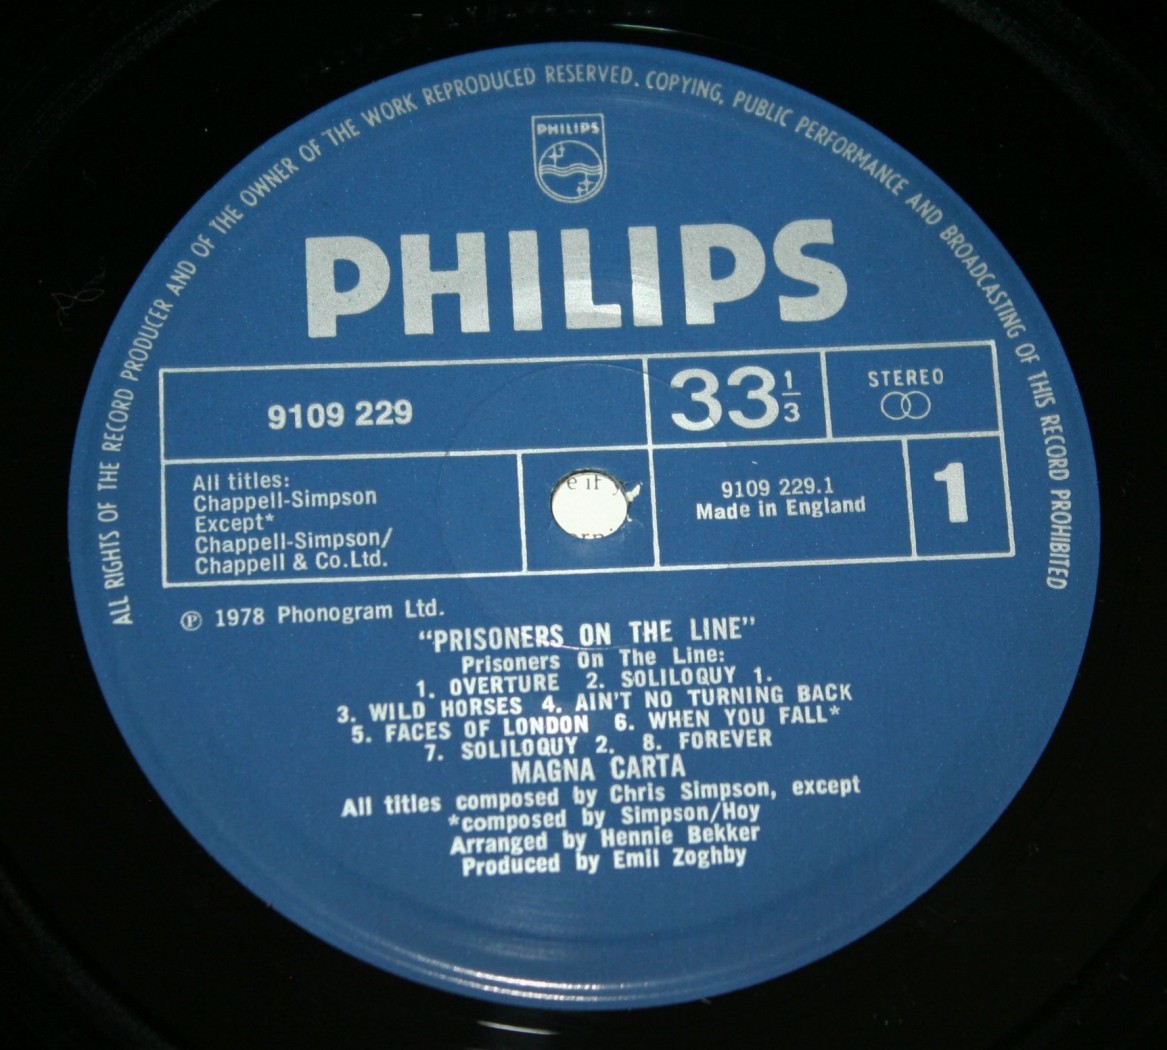 ALL RIGHTS OF THE RECORD PRODUCER AND OF THE OWNER OF THE WORK REPRODUCED RESERVED. COPYING, PUBLIC PERFORMANCE AND BROADCASTING OF THIS RECORD PROHIBITED
PHILIPS
PHILIPS
9109 229
33 1/3
STEREO
All titles:
Chappell-Simpson
Except*
Chappell-Simpson/
Chappell & Co.Ltd.
9109 229.1
Made in England
1
℗ 1978 Phonogram Ltd.
"PRISONERS ON THE LINE"
Prisoners On The Line:
1. OVERTURE 2. SOLILOQUY 1.
3. WILD HORSES 4. AIN'T NO TURNING BACK
5. FACES OF LONDON 6. WHEN YOU FALL*
7. SOLILOQUY 2. 8. FOREVER
MAGNA CARTA
All titles composed by Chris Simpson, except
*composed by Simpson/Hoy
Arranged by Hennie Bekker
Produced by Emil Zoghby